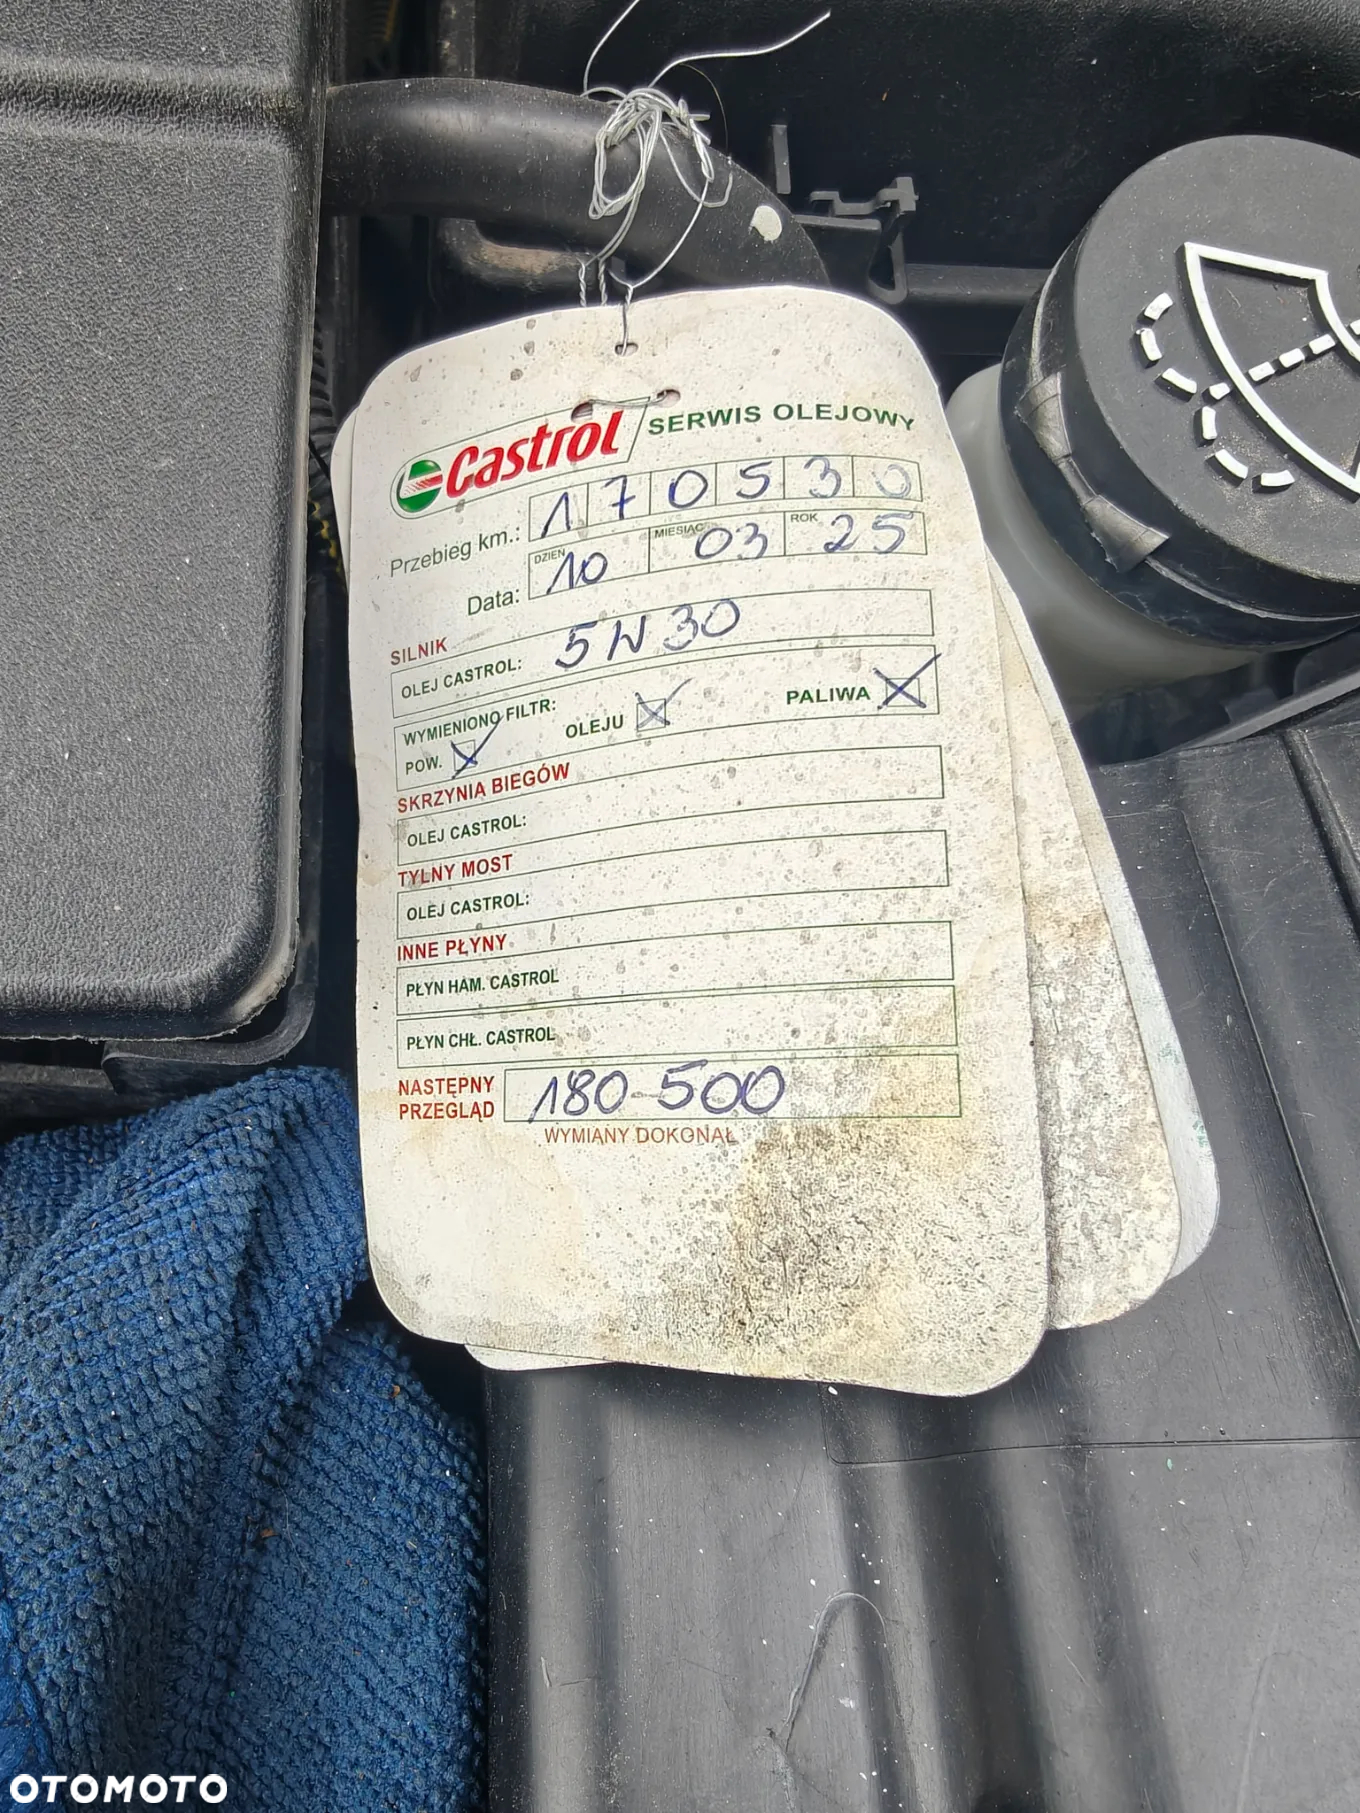 Castrol SERWIS OLEJOWY
Przebieg km.: 170530
Data: DZIEŃ 10 MIESIĄC 03 ROK 25
SILNIK
OLEJ CASTROL: 5W30
WYMIENIONO FILTR:
POW. OLEJU PALIWA
SKRZYNIA BIEGÓW
OLEJ CASTROL:
TYLNY MOST
OLEJ CASTROL:
INNE PŁYNY
PŁYN HAM. CASTROL
PŁYN CHŁ. CASTROL
NASTĘPNY PRZEGLĄD 180-500
WYMIANY DOKONAŁ
OTOMOTO